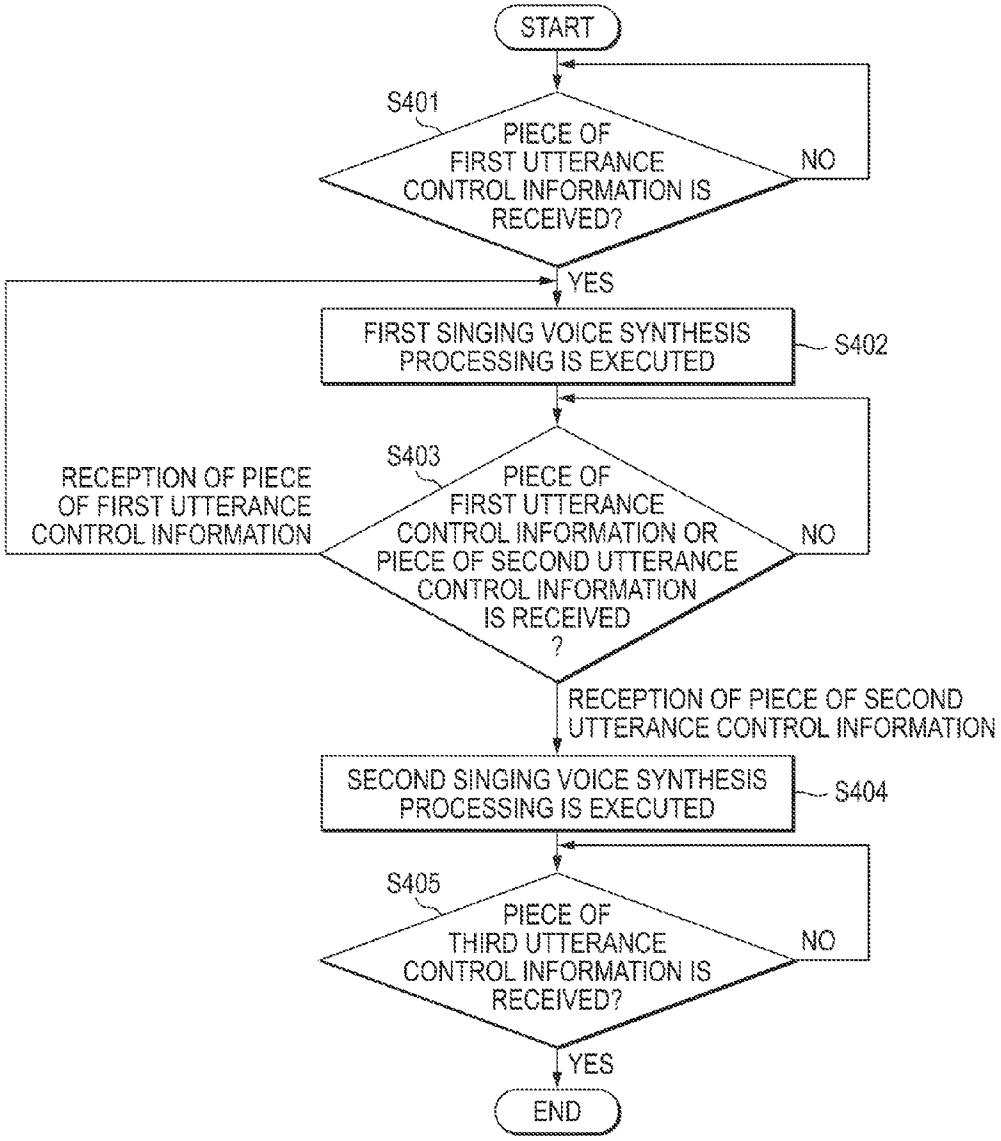 START
S401
PIECE OF
FIRST UTTERANCE
CONTROL INFORMATION IS
RECEIVED?
NO
YES
FIRST SINGING VOICE SYNTHESIS
PROCESSING IS EXECUTED
S402
S403
RECEPTION OF PIECE
OF FIRST UTTERANCE
CONTROL INFORMATION
PIECE OF
FIRST UTTERANCE
CONTROL INFORMATION OR
PIECE OF SECOND UTTERANCE
CONTROL INFORMATION
IS RECEIVED
?
NO
RECEPTION OF PIECE OF SECOND
UTTERANCE CONTROL INFORMATION
SECOND SINGING VOICE SYNTHESIS
PROCESSING IS EXECUTED
S404
S405
PIECE OF
THIRD UTTERANCE
CONTROL INFORMATION IS
RECEIVED?
NO
YES
END